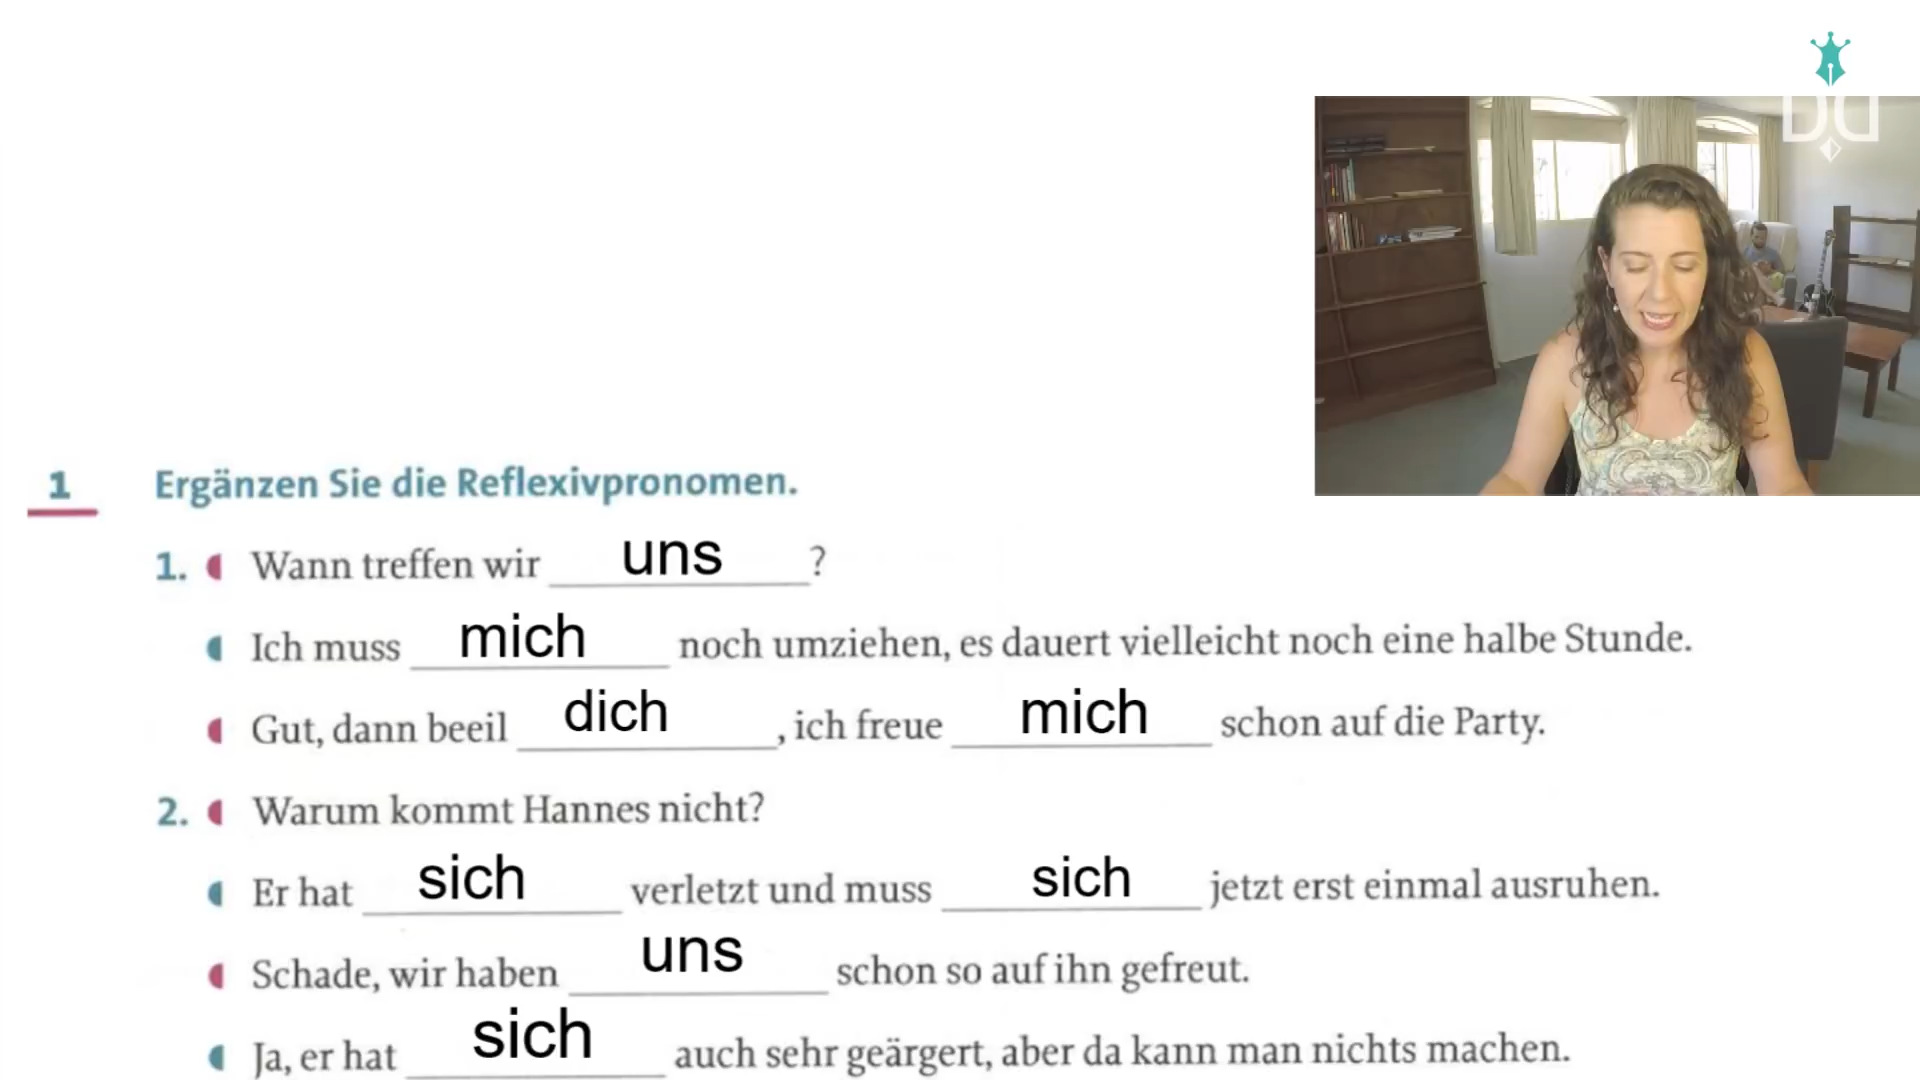 DD
1 Ergänzen Sie die Reflexivpronomen.
1. Wann treffen wir uns ?
Ich muss mich noch umziehen, es dauert vielleicht noch eine halbe Stunde.
Gut, dann beeil dich , ich freue mich schon auf die Party.
2. Warum kommt Hannes nicht?
Er hat sich verletzt und muss sich jetzt erst einmal ausruhen.
Schade, wir haben uns schon so auf ihn gefreut.
Ja, er hat sich auch sehr geärgert, aber da kann man nichts machen.